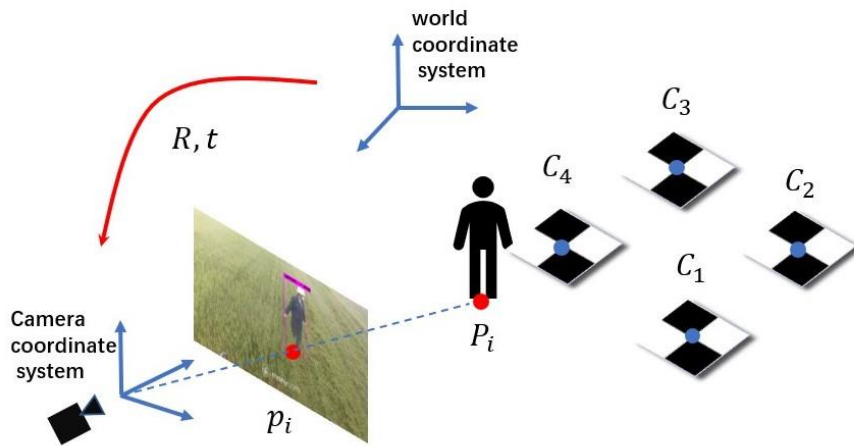 world
coordinate
system
R, t
C₃
C₄
C₂
C₁
Camera
coordinate
system
Pᵢ
pᵢ